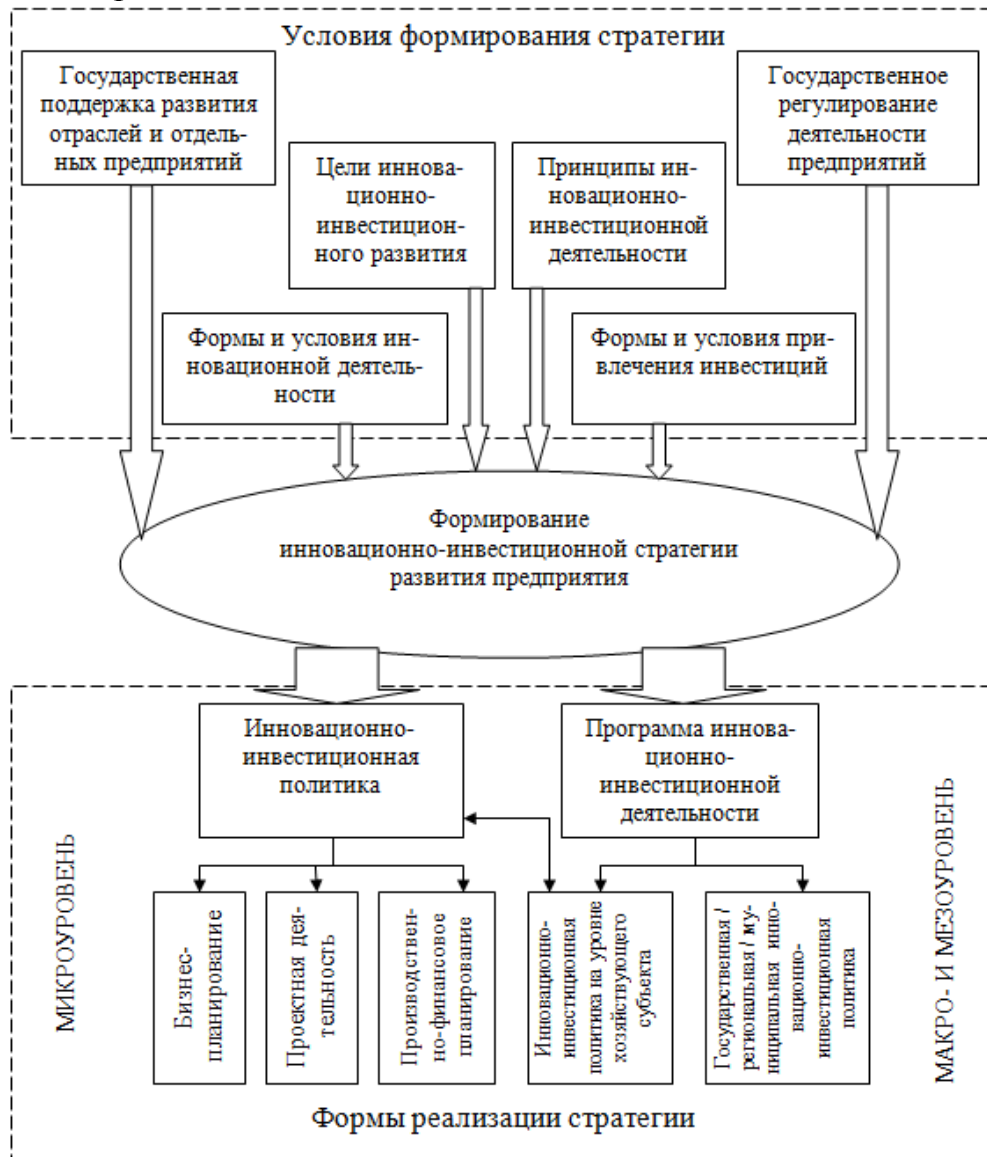 Условия формирования стратегии
Государственная
поддержка развития
отраслей и отдель-
ных предприятий
Государственное
регулирование
деятельности
предприятий
Цели иннова-
ционно-
инвестицион-
ного развития
Принципы ин-
новационно-
инвестиционной
деятельности
Формы и условия ин-
новационной деятель-
ности
Формы и условия при-
влечения инвестиций
Формирование
инновационно-инвестиционной стратегии
развития предприятия
Инновационно-
инвестиционная
политика
Программа иннова-
ционно-
инвестиционной
деятельности
МИКРОУРОВЕНЬ
Бизнес-
планирование
Проектная дея-
тельность
Производствен-
но-финансовое
планирование
Инновационно-
инвестиционная
политика на уровне
хозяйствующего
субъекта
Государственная /
региональная / му-
ниципальная инно-
вационно-
инвестиционная
политика
МАКРО- И МЕЗОУРОВЕНЬ
Формы реализации стратегии